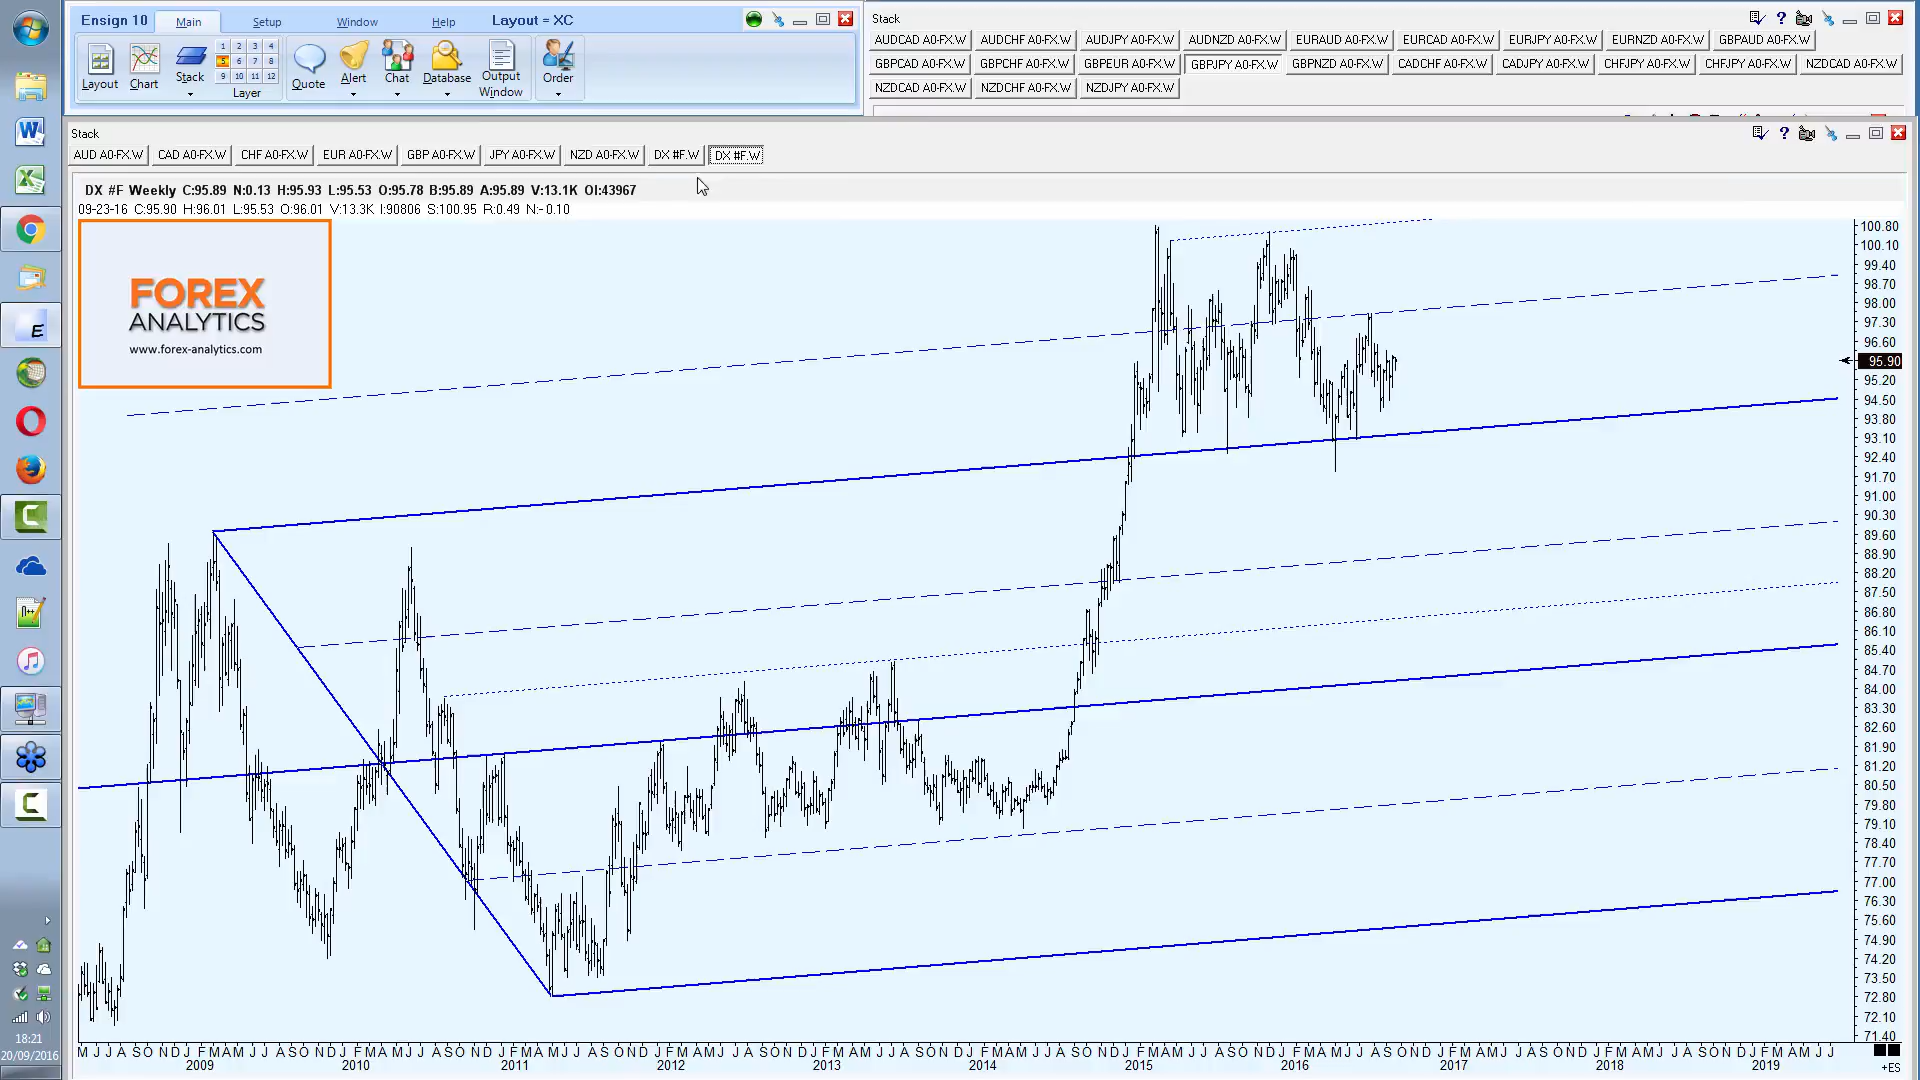 Ensign 10 Main Setup Window Help Layout = XC
Layout Chart Stack Layer Quote Alert Chat Database Output Window Order
1 2 3 4
5 6 7 8
9 10 11 12
Stack
AUDCAD A0-FX.W AUDCHF A0-FX.W AUDJPY A0-FX.W AUDNZD A0-FX.W EURAUD A0-FX.W EURCAD A0-FX.W EURJPY A0-FX.W EURNZD A0-FX.W GBPAUD A0-FX.W
GBPCAD A0-FX.W GBPCHF A0-FX.W GBPEUR A0-FX.W GBPJPY A0-FX.W GBPNZD A0-FX.W CADCHF A0-FX.W CADJPY A0-FX.W CHFJPY A0-FX.W CHFJPY A0-FX.W NZDCAD A0-FX.W
NZDCAD A0-FX.W NZDCHF A0-FX.W NZDJPY A0-FX.W
Stack
AUD A0-FX.W CAD A0-FX.W CHF A0-FX.W EUR A0-FX.W GBP A0-FX.W JPY A0-FX.W NZD A0-FX.W DX #F.W DX #F.W
DX #F Weekly C:95.89 N:0.13 H:95.93 L:95.53 O:95.78 B:95.89 A:95.89 V:13.1K OI:43967
09-23-16 C:95.90 H:96.01 L:95.53 O:96.01 V:13.3K I:90806 S:100.95 R:0.49 N:-0.10
FOREX
ANALYTICS
www.forex-analytics.com
100.80
100.10
99.40
98.70
98.00
97.30
96.60
95.90
95.20
94.50
93.80
93.10
92.40
91.70
91.00
90.30
89.60
88.90
88.20
87.50
86.80
86.10
85.40
84.70
84.00
83.30
82.60
81.90
81.20
80.50
79.80
79.10
78.40
77.70
77.00
76.30
75.60
74.90
74.20
73.50
72.80
72.10
71.40
2009 2010 2011 2012 2013 2014 2015 2016 2017 2018 2019
+ES
18:21
20/09/2016